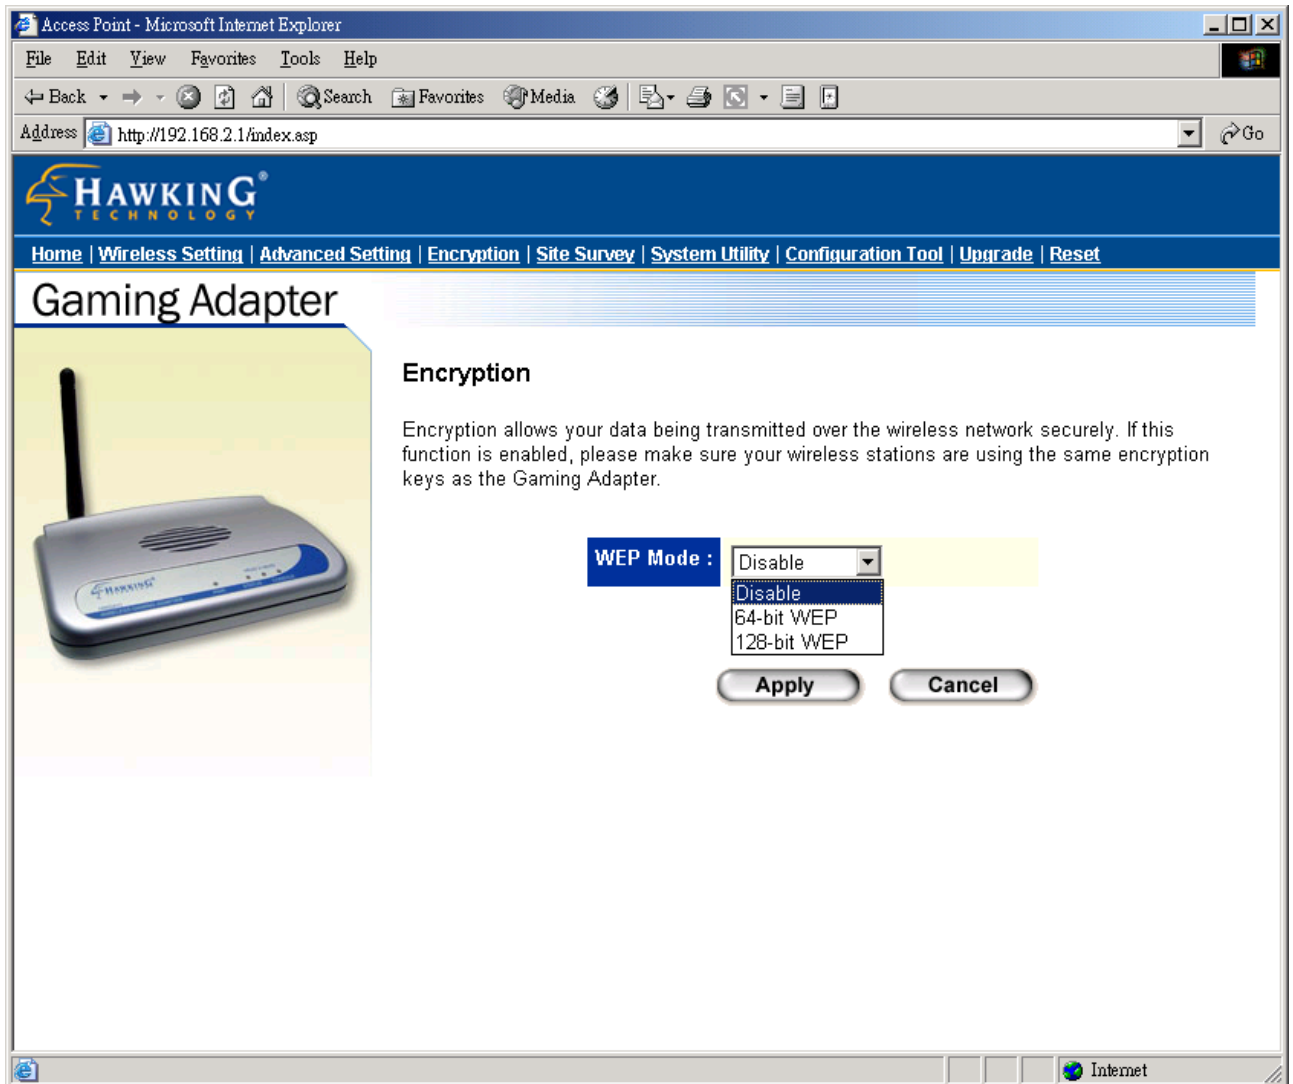 Access Point - Microsoft Internet Explorer
File Edit View Favorites Tools Help
Back Search Favorites Media
Address http://192.168.2.1/index.asp Go
HAWKING®
TECHNOLOGY
Home | Wireless Setting | Advanced Setting | Encryption | Site Survey | System Utility | Configuration Tool | Upgrade | Reset
Gaming Adapter
Encryption
Encryption allows your data being transmitted over the wireless network securely. If this
function is enabled, please make sure your wireless stations are using the same encryption
keys as the Gaming Adapter.
HAWKING
WEP Mode : Disable
Disable
64-bit WEP
128-bit WEP
Apply Cancel
Internet